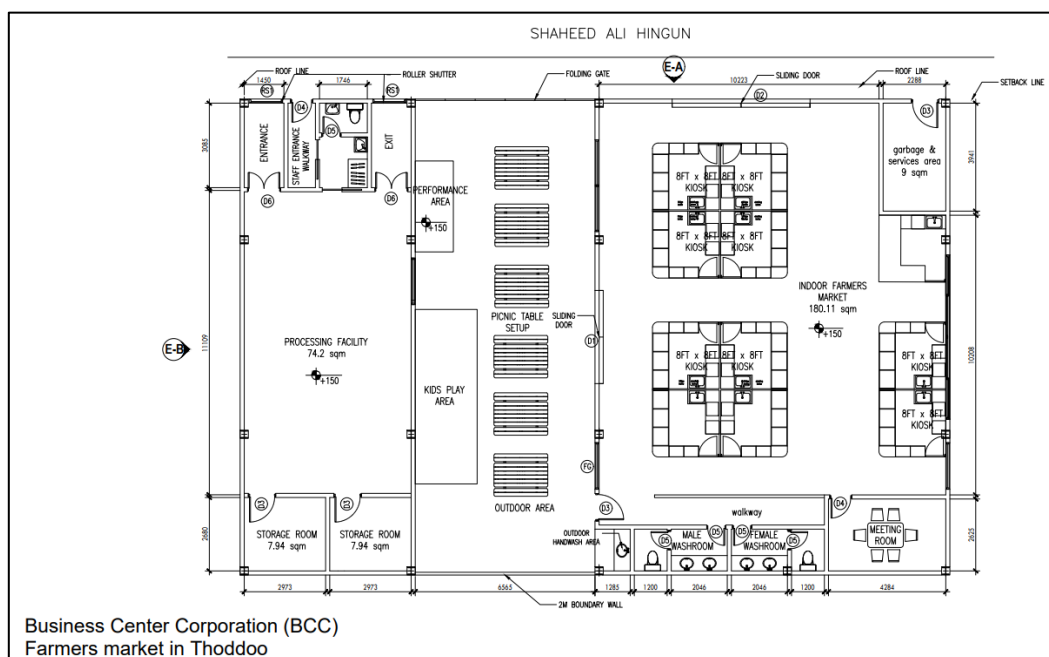 SHAHEED ALI HINGUN
ROOF LINE
ROLLER SHUTTER
FOLDING GATE
E-A
SLIDING DOOR
ROOF LINE
SETBACK LINE
1450
1746
10223
2288
RS1
D4
RS1
D2
D3
D5
3085
ENTRANCE
STAFF ENTRANCE
WALKWAY
EXIT
garbage &
services area
9 sqm
3941
D6
D6
PERFORMANCE
AREA
+150
8FT x 8FT
KIOSK
8FT x 8FT
KIOSK
8FT x 8FT
KIOSK
8FT x 8FT
KIOSK
INDOOR FARMERS
MARKET
180.11 sqm
+150
PICNIC TABLE
SETUP
SLIDING
DOOR
D1
E-B
11109
PROCESSING FACILITY
74.2 sqm
+150
KIDS PLAY
AREA
8FT x 8FT
KIOSK
8FT x 8FT
KIOSK
8FT x 8FT
KIOSK
8FT x 8FT
KIOSK
10208
FG
D3
D3
OUTDOOR AREA
D3
walkway
D4
2680
STORAGE ROOM
7.94 sqm
STORAGE ROOM
7.94 sqm
OUTDOOR
HANDWASH AREA
D5
MALE
WASHROOM
D5
D5
FEMALE
WASHROOM
D5
MEETING
ROOM
2625
2973
2973
6565
1285
1200
2046
2046
1200
4284
2M BOUNDARY WALL
Business Center Corporation (BCC)
Farmers market in Thoddoo